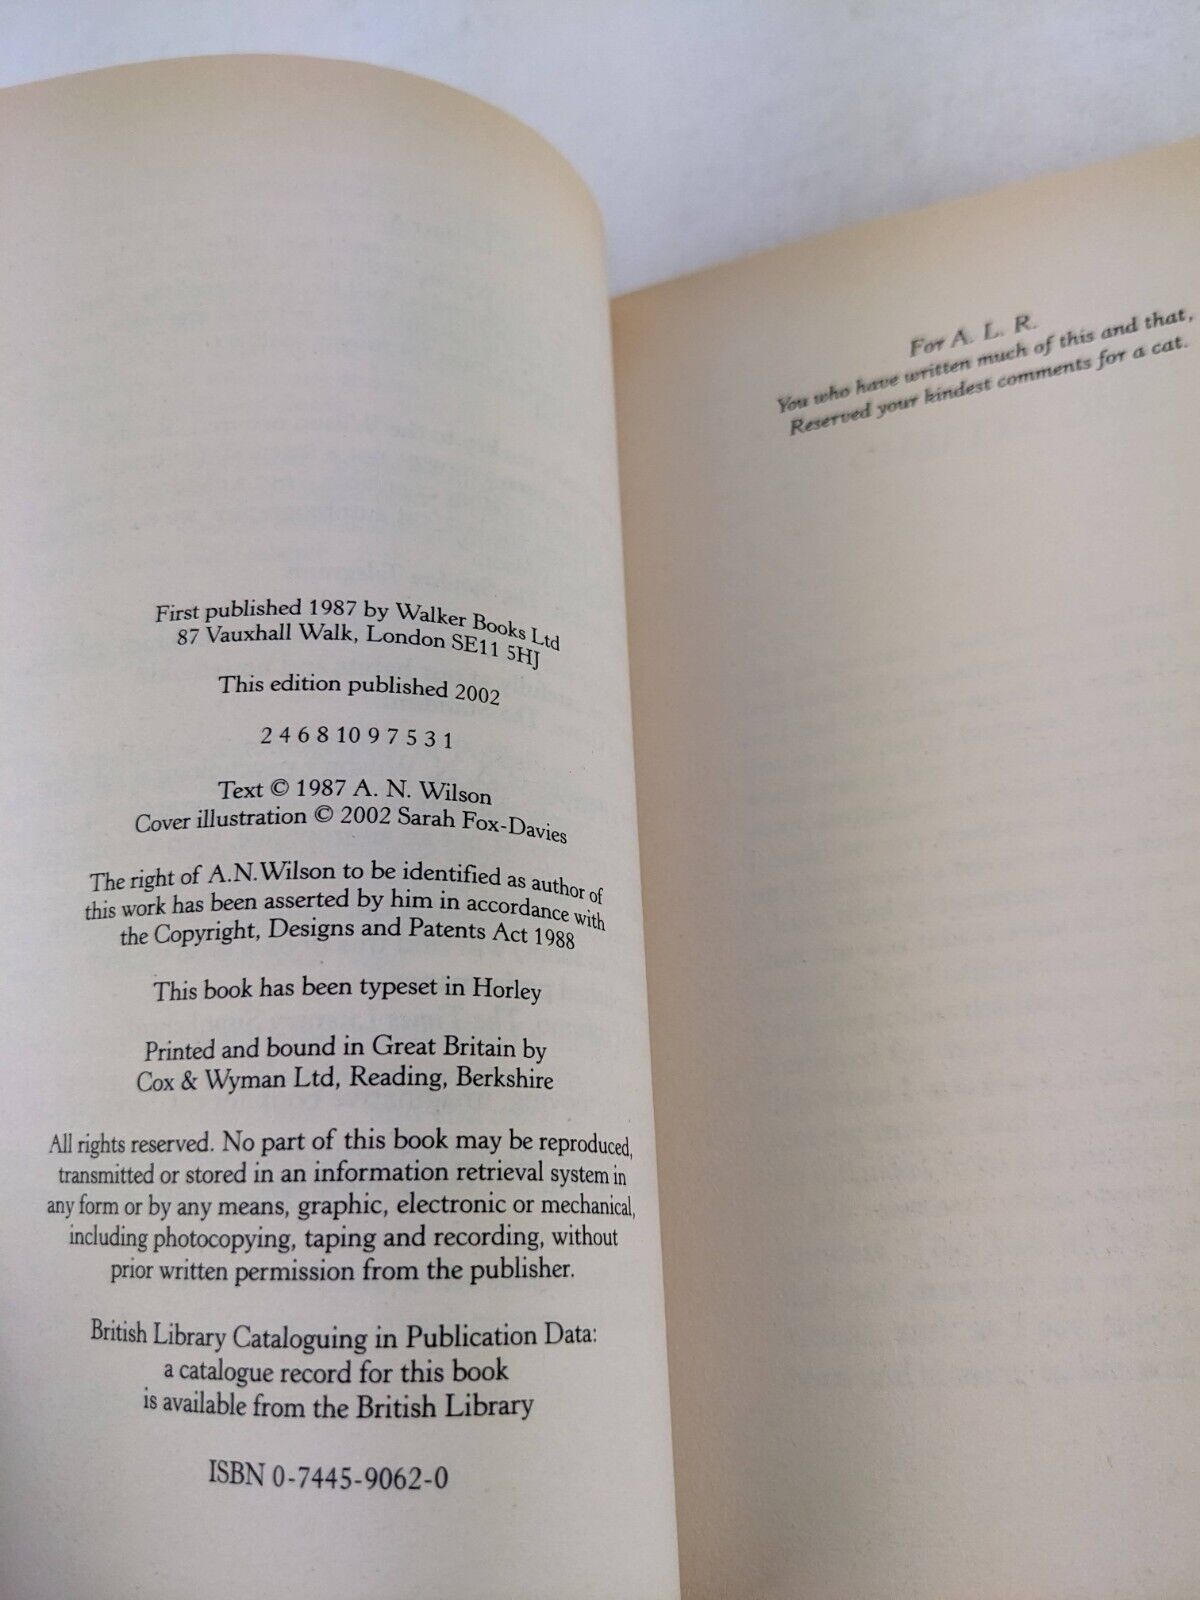 First published 1987 by Walker Books Ltd
87 Vauxhall Walk, London SE11 5HJ
This edition published 2002
2 4 6 8 10 9 7 5 3 1
Text © 1987 A. N. Wilson
Cover illustration © 2002 Sarah Fox-Davies
The right of A.N.Wilson to be identified as author of
this work has been asserted by him in accordance with
the Copyright, Designs and Patents Act 1988
This book has been typeset in Horley
Printed and bound in Great Britain by
Cox & Wyman Ltd, Reading, Berkshire
All rights reserved. No part of this book may be reproduced,
transmitted or stored in an information retrieval system in
any form or by any means, graphic, electronic or mechanical,
including photocopying, taping and recording, without
prior written permission from the publisher.
British Library Cataloguing in Publication Data:
a catalogue record for this book
is available from the British Library
ISBN 0-7445-9062-0
For A. L. R.
You who have written much of this and that,
Reserved your kindest comments for a cat.